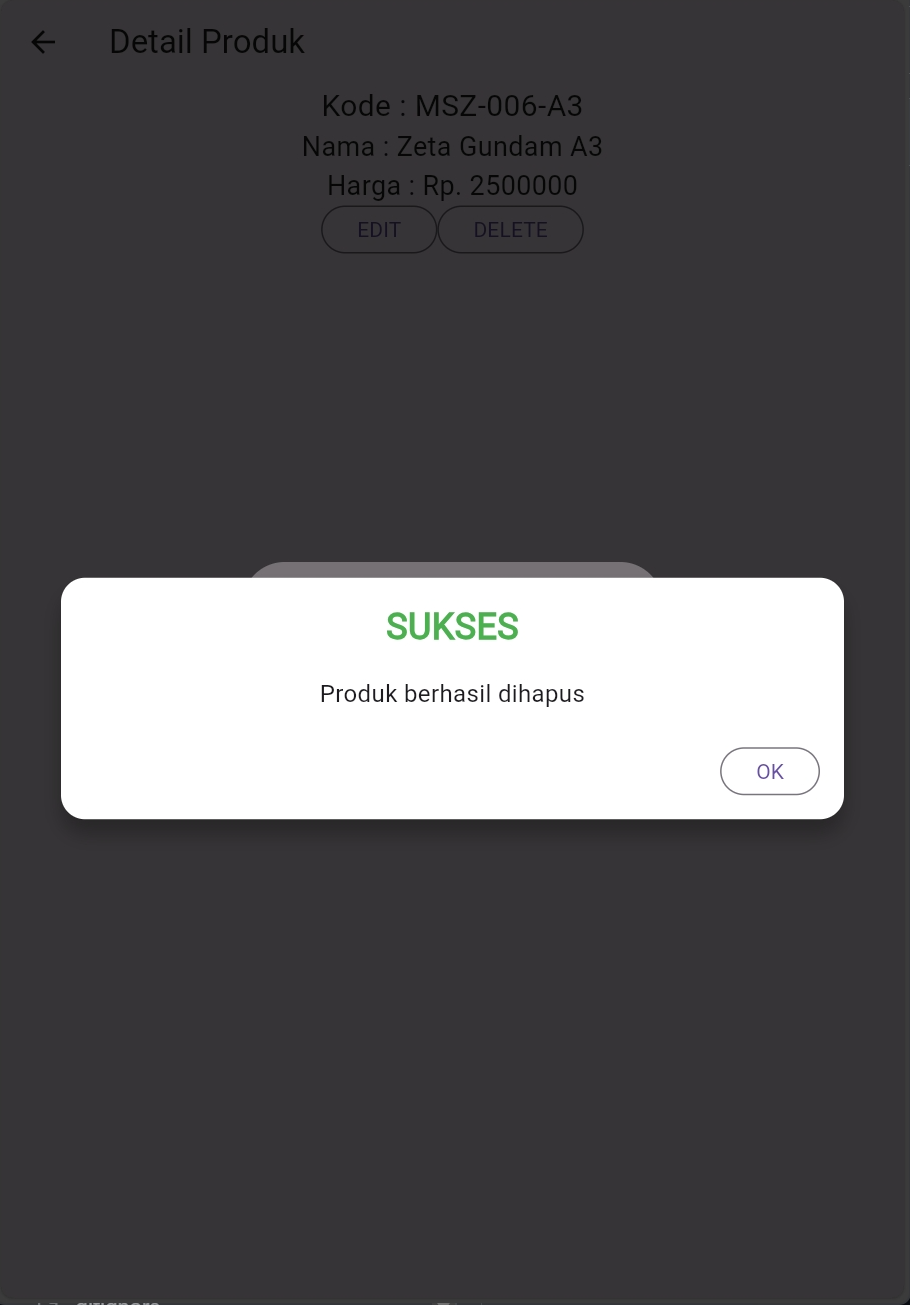 Detail Produk
Kode : MSZ-006-A3
Nama : Zeta Gundam A3
Harga : Rp. 2500000
EDIT DELETE
SUKSES
Produk berhasil dihapus
OK